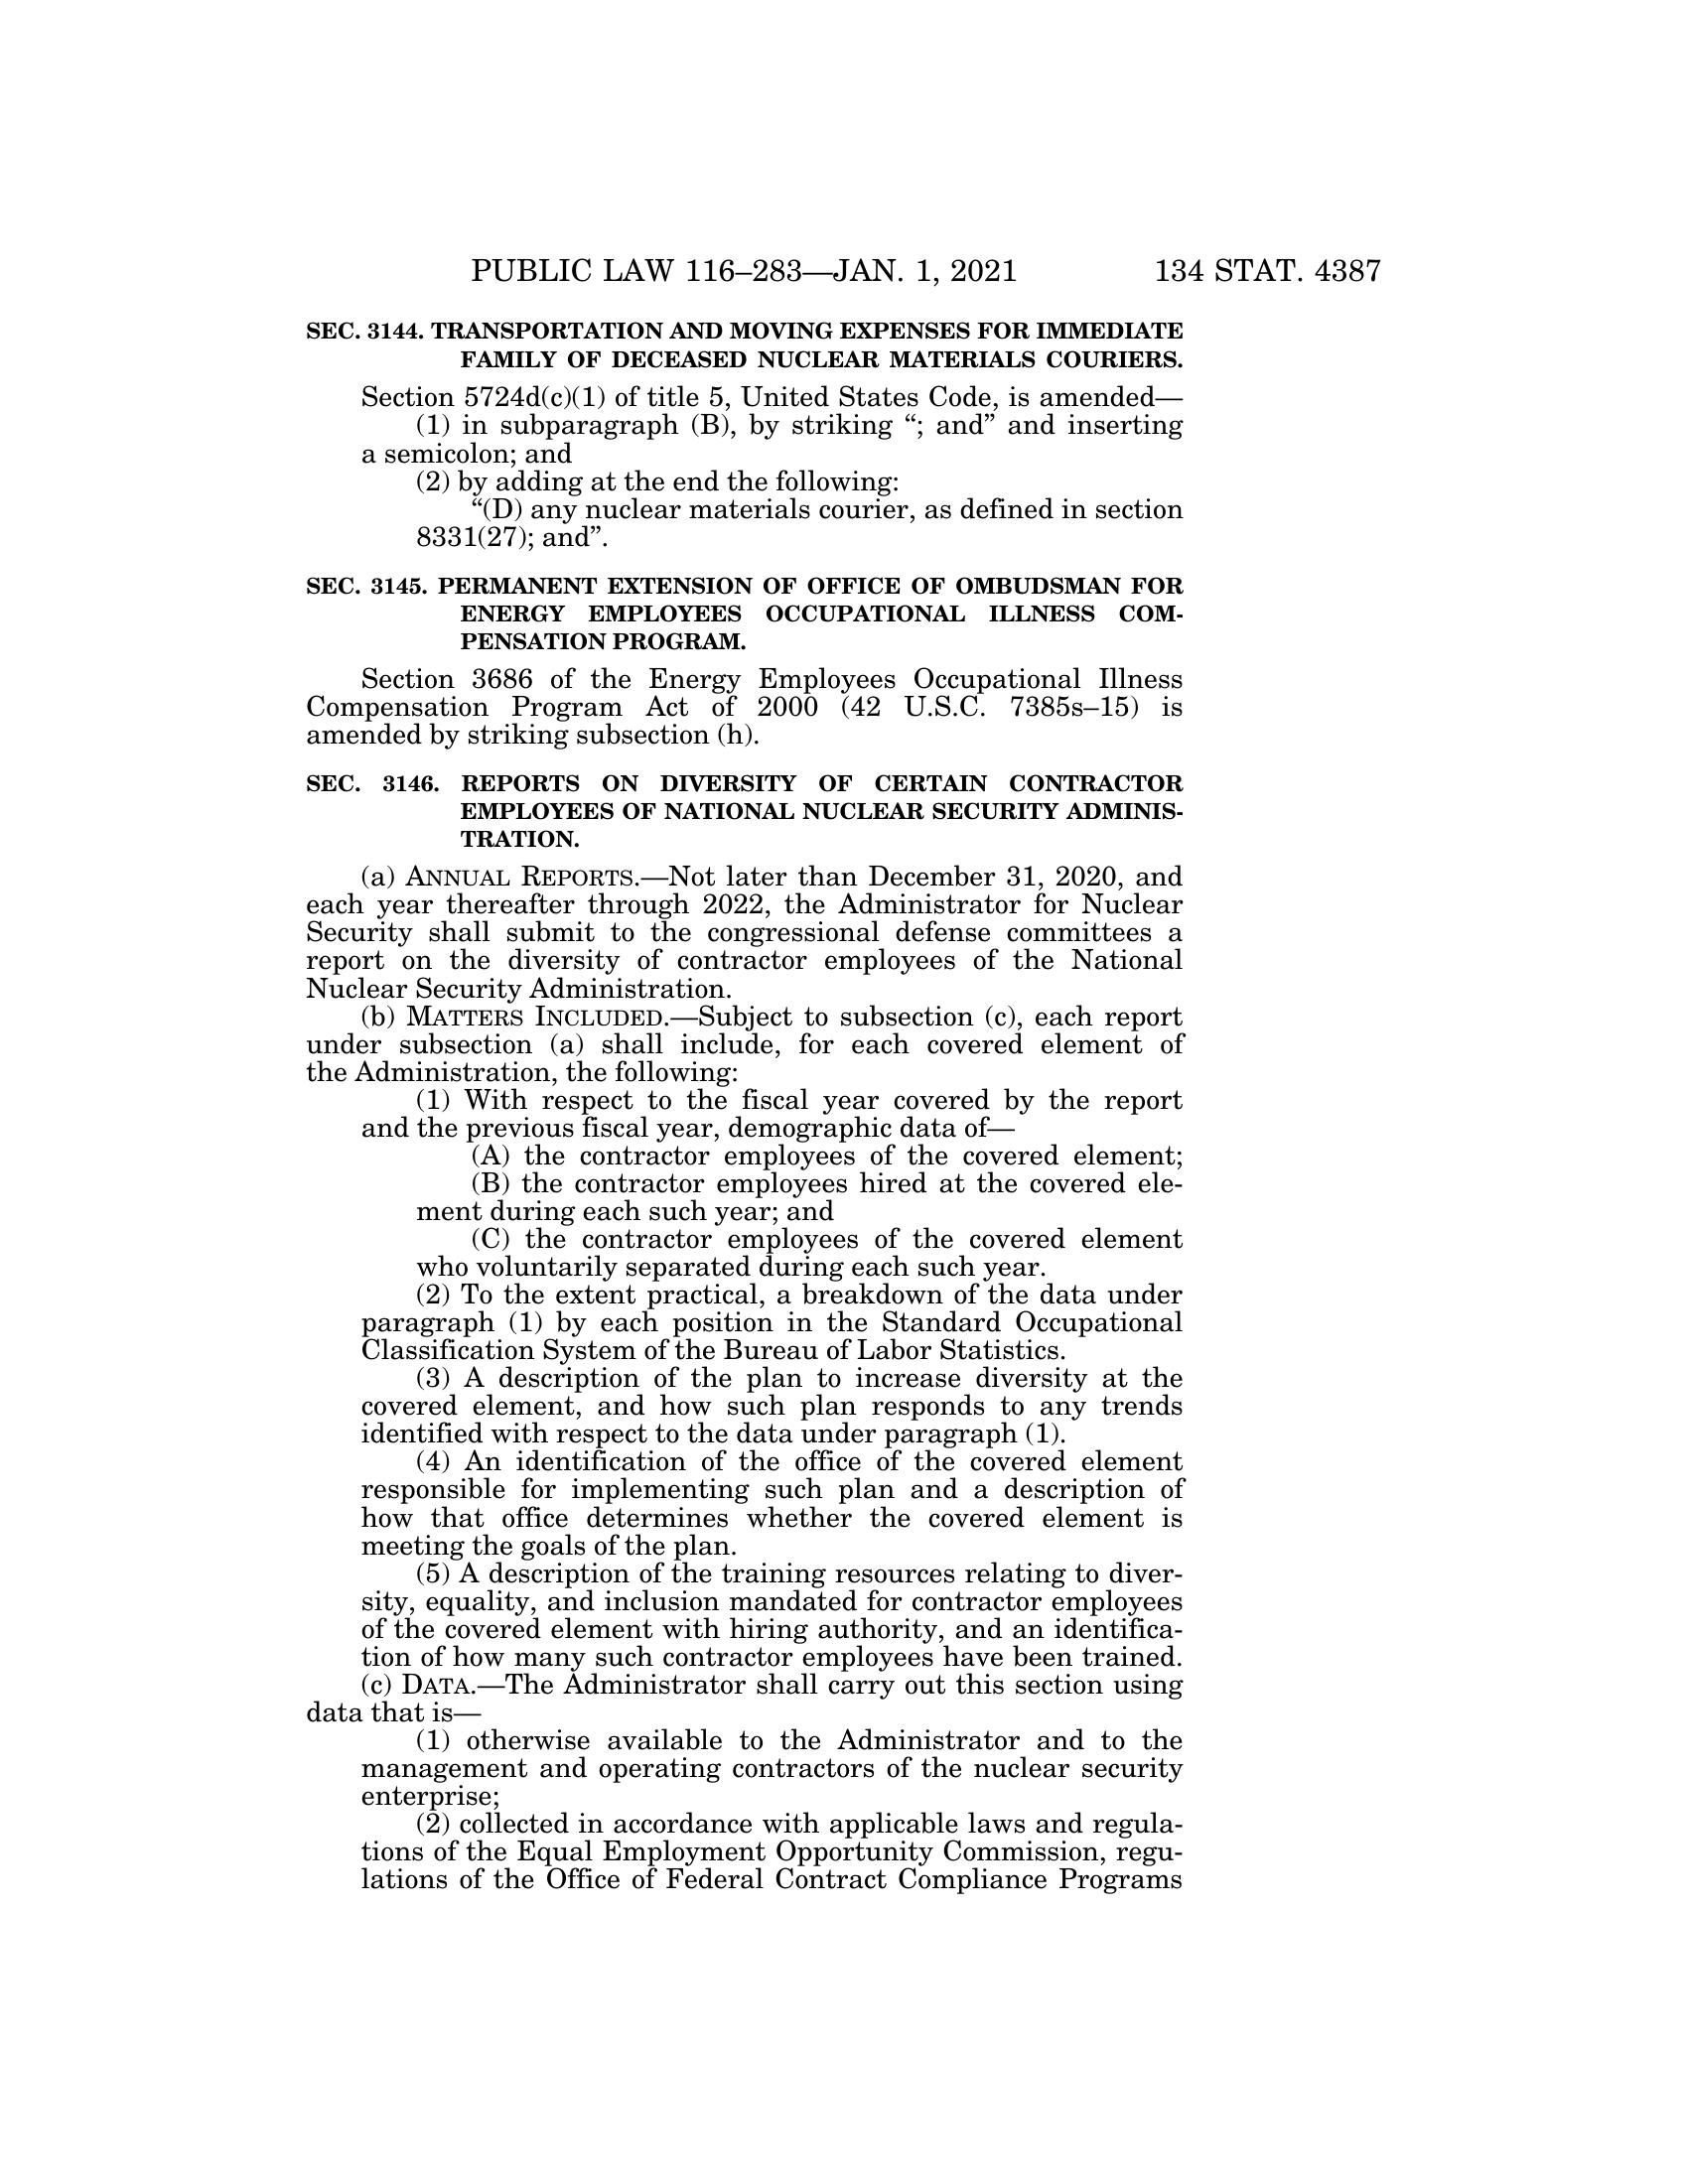 PUBLIC LAW 116–283—JAN. 1, 2021 134 STAT. 4387
SEC. 3144. TRANSPORTATION AND MOVING EXPENSES FOR IMMEDIATE
FAMILY OF DECEASED NUCLEAR MATERIALS COURIERS.
Section 5724d(c)(1) of title 5, United States Code, is amended—
(1) in subparagraph (B), by striking “; and” and inserting
a semicolon; and
(2) by adding at the end the following:
“(D) any nuclear materials courier, as defined in section
8331(27); and”.
SEC. 3145. PERMANENT EXTENSION OF OFFICE OF OMBUDSMAN FOR
ENERGY EMPLOYEES OCCUPATIONAL ILLNESS COM-
PENSATION PROGRAM.
Section 3686 of the Energy Employees Occupational Illness
Compensation Program Act of 2000 (42 U.S.C. 7385s–15) is
amended by striking subsection (h).
SEC. 3146. REPORTS ON DIVERSITY OF CERTAIN CONTRACTOR
EMPLOYEES OF NATIONAL NUCLEAR SECURITY ADMINIS-
TRATION.
(a) ANNUAL REPORTS.—Not later than December 31, 2020, and
each year thereafter through 2022, the Administrator for Nuclear
Security shall submit to the congressional defense committees a
report on the diversity of contractor employees of the National
Nuclear Security Administration.
(b) MATTERS INCLUDED.—Subject to subsection (c), each report
under subsection (a) shall include, for each covered element of
the Administration, the following:
(1) With respect to the fiscal year covered by the report
and the previous fiscal year, demographic data of—
(A) the contractor employees of the covered element;
(B) the contractor employees hired at the covered ele-
ment during each such year; and
(C) the contractor employees of the covered element
who voluntarily separated during each such year.
(2) To the extent practical, a breakdown of the data under
paragraph (1) by each position in the Standard Occupational
Classification System of the Bureau of Labor Statistics.
(3) A description of the plan to increase diversity at the
covered element, and how such plan responds to any trends
identified with respect to the data under paragraph (1).
(4) An identification of the office of the covered element
responsible for implementing such plan and a description of
how that office determines whether the covered element is
meeting the goals of the plan.
(5) A description of the training resources relating to diver-
sity, equality, and inclusion mandated for contractor employees
of the covered element with hiring authority, and an identifica-
tion of how many such contractor employees have been trained.
(c) DATA.—The Administrator shall carry out this section using
data that is—
(1) otherwise available to the Administrator and to the
management and operating contractors of the nuclear security
enterprise;
(2) collected in accordance with applicable laws and regula-
tions of the Equal Employment Opportunity Commission, regu-
lations of the Office of Federal Contract Compliance Programs